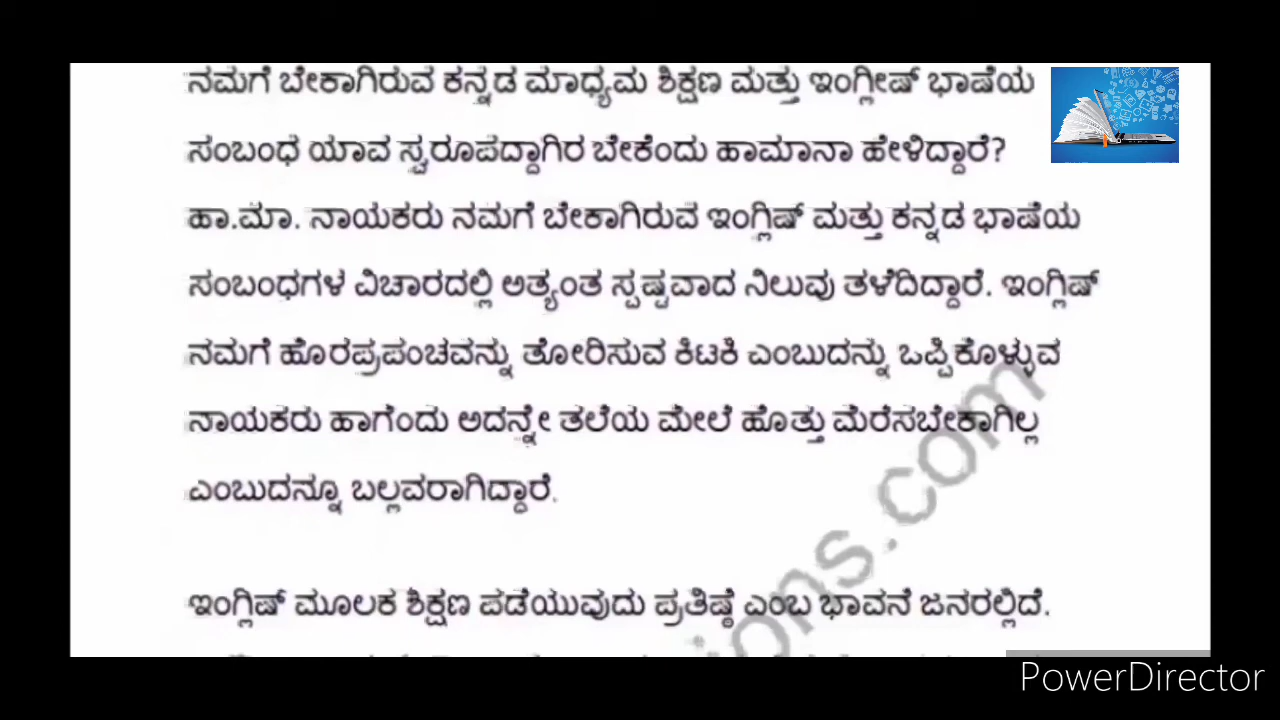 ನಮಗೆ ಬೇಕಾಗಿರುವ ಕನ್ನಡ ಮಾಧ್ಯಮ ಶಿಕ್ಷಣ ಮತ್ತು ಇಂಗ್ಲೀಷ್ ಭಾಷೆಯ
ಸಂಬಂಧ ಯಾವ ಸ್ವರೂಪದ್ದಾಗಿರ ಬೇಕೆಂದು ಹಾಮಾನಾ ಹೇಳಿದ್ದಾರೆ?
ಹಾ.ಮಾ. ನಾಯಕರು ನಮಗೆ ಬೇಕಾಗಿರುವ ಇಂಗ್ಲಿಷ್ ಮತ್ತು ಕನ್ನಡ ಭಾಷೆಯ
ಸಂಬಂಧಗಳ ವಿಚಾರದಲ್ಲಿ ಅತ್ಯಂತ ಸ್ಪಷ್ಟವಾದ ನಿಲುವು ತಳೆದಿದ್ದಾರೆ. ಇಂಗ್ಲಿಷ್
ನಮಗೆ ಹೊರಪ್ರಪಂಚವನ್ನು ತೋರಿಸುವ ಕಿಟಕಿ ಎಂಬುದನ್ನು ಒಪ್ಪಿಕೊಳ್ಳುವ
ನಾಯಕರು ಹಾಗೆಂದು ಅದನ್ನೇ ತಲೆಯ ಮೇಲೆ ಹೊತ್ತು ಮೆರೆಸಬೇಕಾಗಿಲ್ಲ
ಎಂಬುದನ್ನೂ ಬಲ್ಲವರಾಗಿದ್ದಾರೆ.
ಇಂಗ್ಲಿಷ್ ಮೂಲಕ ಶಿಕ್ಷಣ ಪಡೆಯುವುದು ಪ್ರತಿಷ್ಠೆ ಎಂಬ ಭಾವನೆ ಜನರಲ್ಲಿದೆ.
PowerDirector